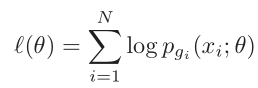 ℓ(θ) = ∑_{i=1}^{N} log p_{g_i}(x_i; θ)